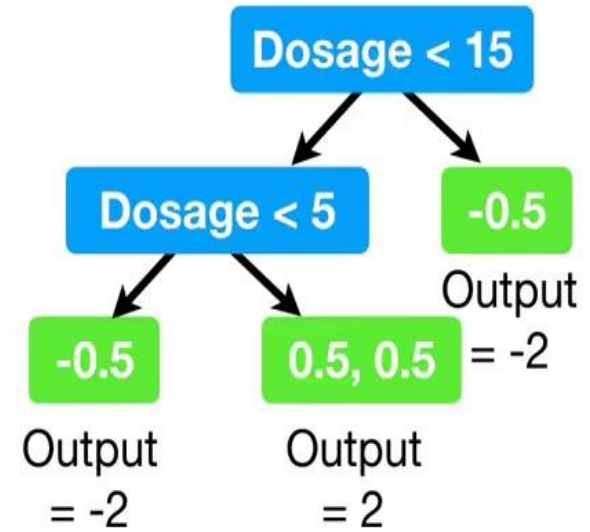 Dosage < 15
Dosage < 5
-0.5
Output
= -2
-0.5
Output
= -2
0.5, 0.5
Output
= 2